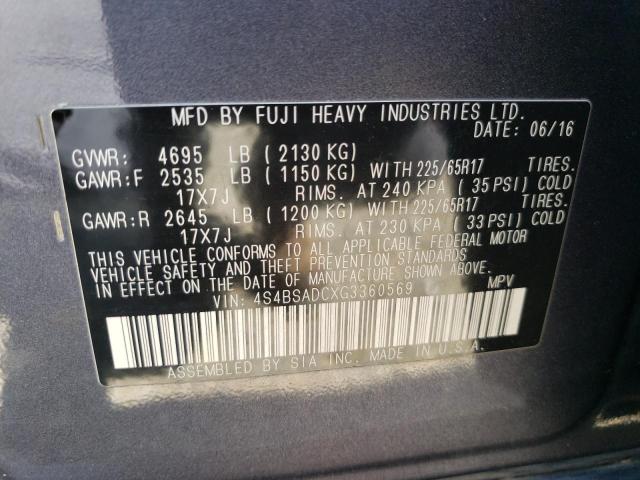 MFD BY FUJI HEAVY INDUSTRIES LTD.
DATE: 06/16
GVWR: 4695 LB ( 2130 KG)
GAWR:F 2535 LB ( 1150 KG) WITH 225/65R17 TIRES.
17X7J RIMS. AT 240 KPA ( 35 PSI) COLD
GAWR:R 2645 LB ( 1200 KG) WITH 225/65R17 TIRES.
17X7J RIMS. AT 230 KPA ( 33 PSI) COLD
THIS VEHICLE CONFORMS TO ALL APPLICABLE FEDERAL MOTOR
VEHICLE SAFETY AND THEFT PREVENTION STANDARDS
IN EFFECT ON THE DATE OF MANUFACTURE SHOWN ABOVE.
VIN: 4S4BSADCXG3360569 MPV
ASSEMBLED BY SIA INC. MADE IN U.S.A.